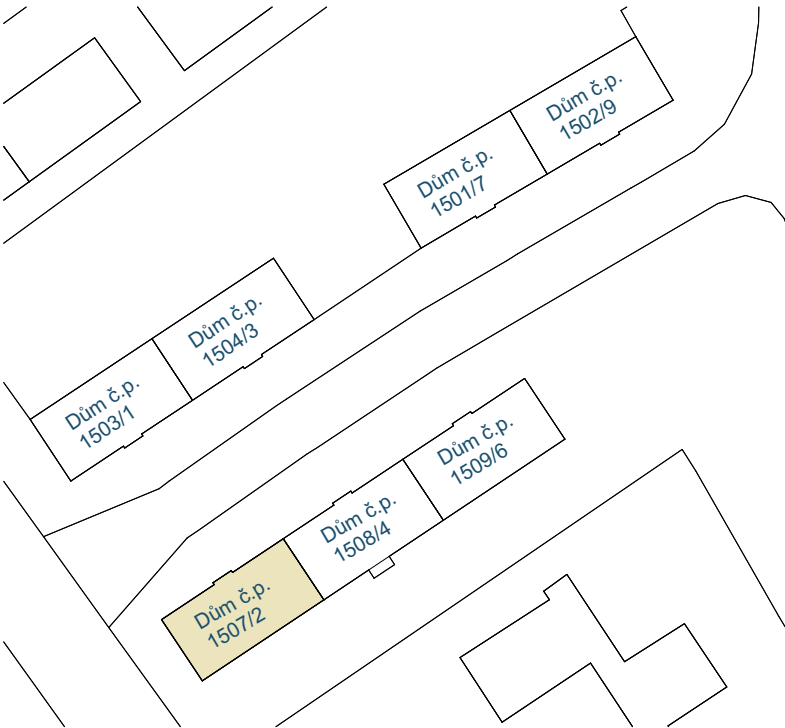 Dům č.p.
1502/9
Dům č.p.
1501/7
Dům č.p.
1504/3
Dům č.p.
1503/1
Dům č.p.
1509/6
Dům č.p.
1508/4
Dům č.p.
1507/2